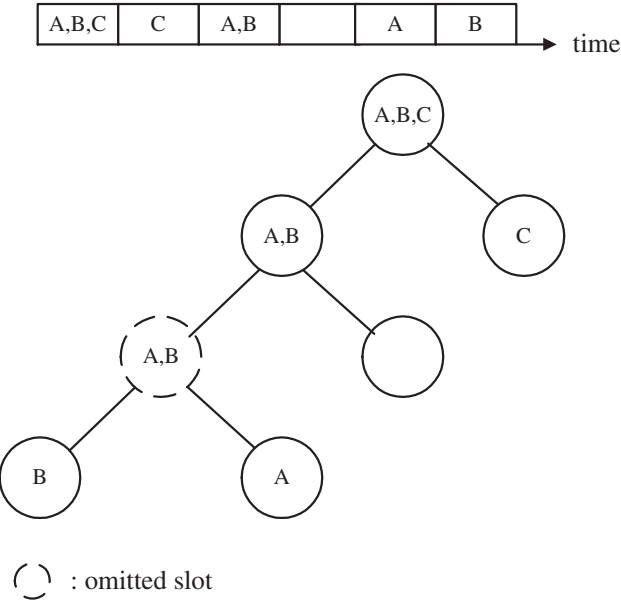 A,B,C C A,B A B
time
A,B,C
A,B C
A,B
B A
: omitted slot